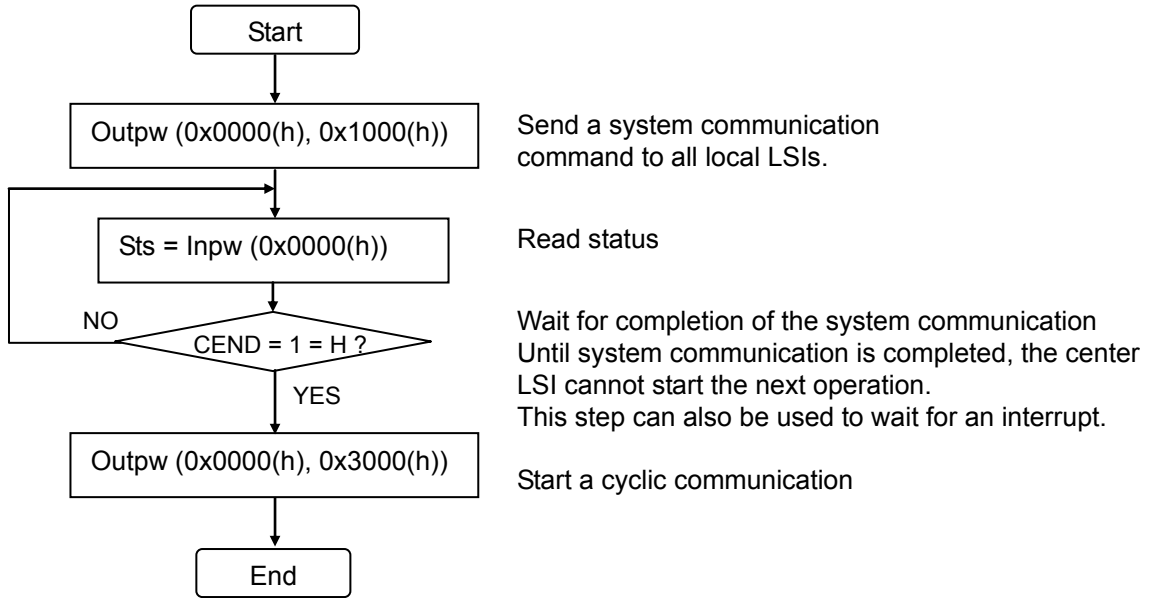 Start
Outpw (0x0000(h), 0x1000(h))
Send a system communication
command to all local LSIs.
Sts = Inpw (0x0000(h))
Read status
NO
CEND = 1 = H ?
Wait for completion of the system communication
Until system communication is completed, the center
LSI cannot start the next operation.
This step can also be used to wait for an interrupt.
YES
Outpw (0x0000(h), 0x3000(h))
Start a cyclic communication
End